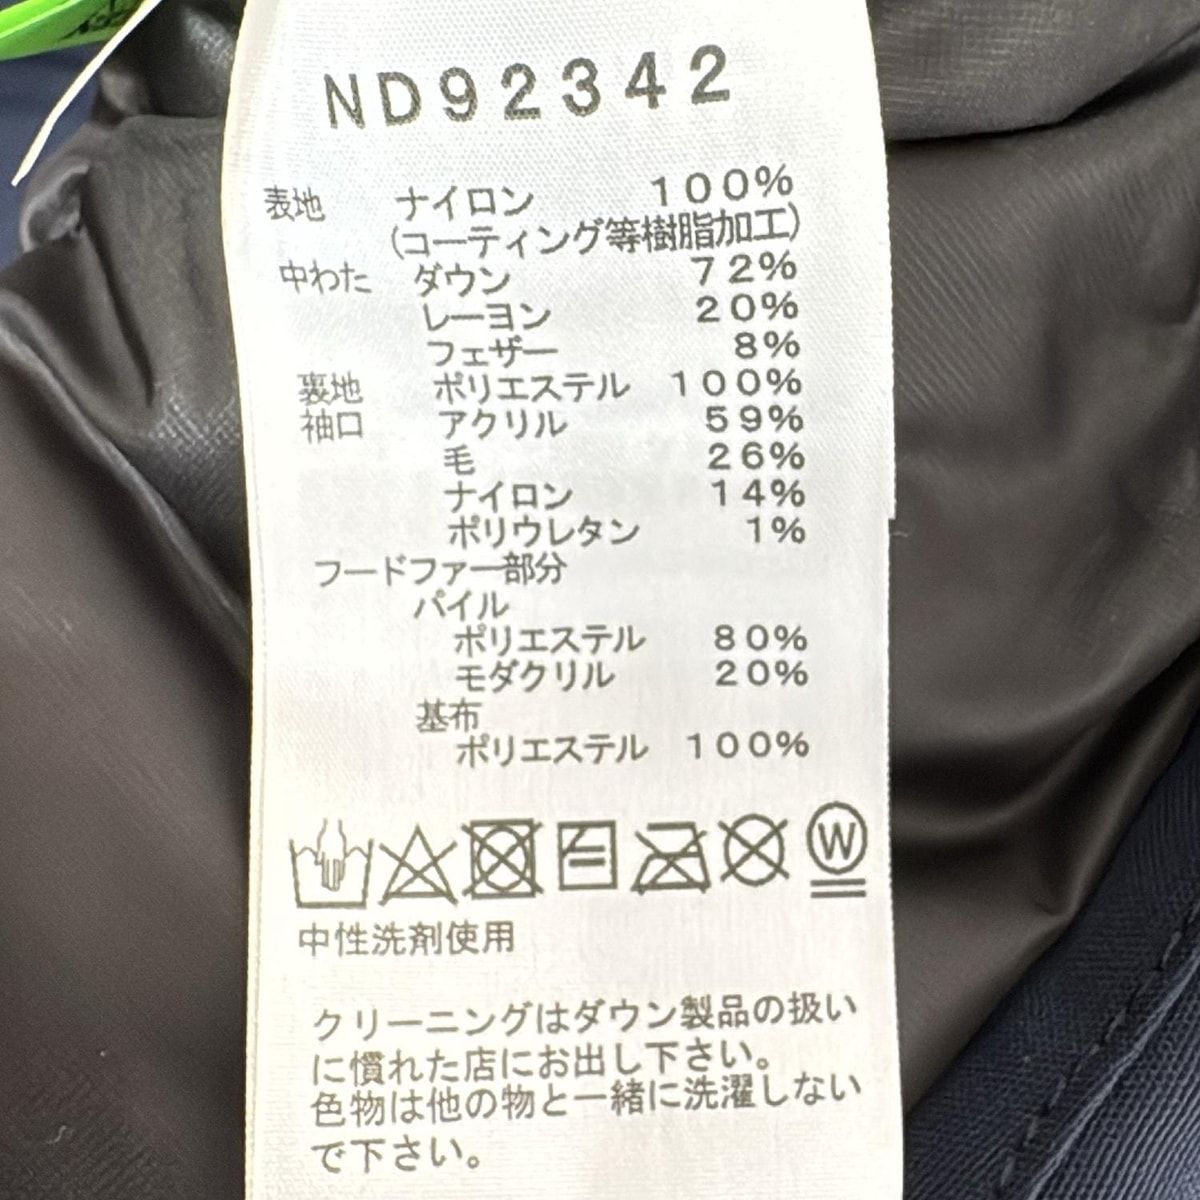 ND92342
表地 ナイロン 100%
(コーティング等樹脂加工)
中わた ダウン 72%
レーヨン 20%
フェザー 8%
裏地 ポリエステル 100%
袖口 アクリル 59%
毛 26%
ナイロン 14%
ポリウレタン 1%
フードファー部分
パイル
ポリエステル 80%
モダクリル 20%
基布
ポリエステル 100%
W
中性洗剤使用
クリーニングはダウン製品の扱い
に慣れた店にお出し下さい。
色物は他の物と一緒に洗濯しない
で下さい。